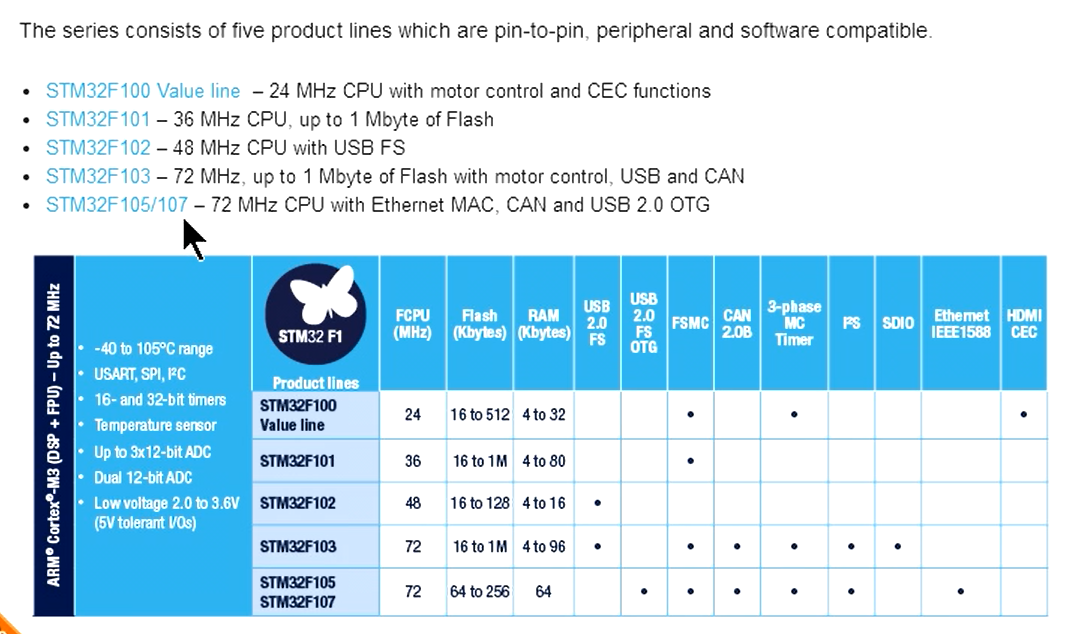 The series consists of five product lines which are pin-to-pin, peripheral and software compatible.
• STM32F100 Value line – 24 MHz CPU with motor control and CEC functions
• STM32F101 – 36 MHz CPU, up to 1 Mbyte of Flash
• STM32F102 – 48 MHz CPU with USB FS
• STM32F103 – 72 MHz, up to 1 Mbyte of Flash with motor control, USB and CAN
• STM32F105/107 – 72 MHz CPU with Ethernet MAC, CAN and USB 2.0 OTG
ARM® Cortex®-M3 (DSP + FPU) – Up to 72 MHz
• -40 to 105°C range
• USART, SPI, I²C
• 16- and 32-bit timers
• Temperature sensor
• Up to 3x12-bit ADC
• Dual 12-bit ADC
• Low voltage 2.0 to 3.6V
(5V tolerant I/Os)
STM32 F1
Product lines
FCPU
(MHz)
Flash
(Kbytes)
RAM
(Kbytes)
USB
2.0
FS
USB
2.0
FS
OTG
FSMC
CAN
2.0B
3-phase
MC
Timer
I²S
SDIO
Ethernet
IEEE1588
HDMI
CEC
STM32F100
Value line
24 16 to 512 4 to 32 • • •
STM32F101 36 16 to 1M 4 to 80 •
STM32F102 48 16 to 128 4 to 16 •
STM32F103 72 16 to 1M 4 to 96 • • • • • •
STM32F105
STM32F107
72 64 to 256 64 • • • • • •